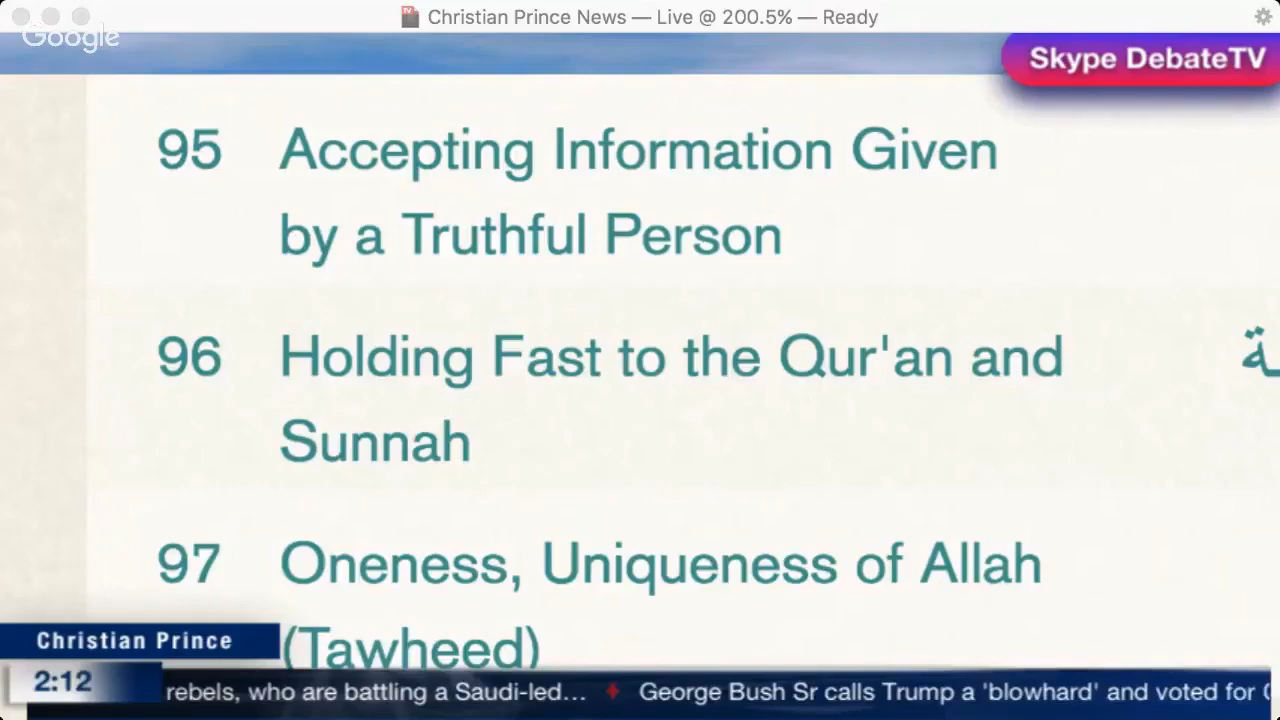 Christian Prince News — Live @ 200.5% — Ready
Google
Skype DebateTV
95 Accepting Information Given
by a Truthful Person
96 Holding Fast to the Qur'an and
Sunnah
97 Oneness, Uniqueness of Allah
(Tawheed)
Christian Prince
2:12
rebels, who are battling a Saudi-led... George Bush Sr calls Trump a 'blowhard' and voted for